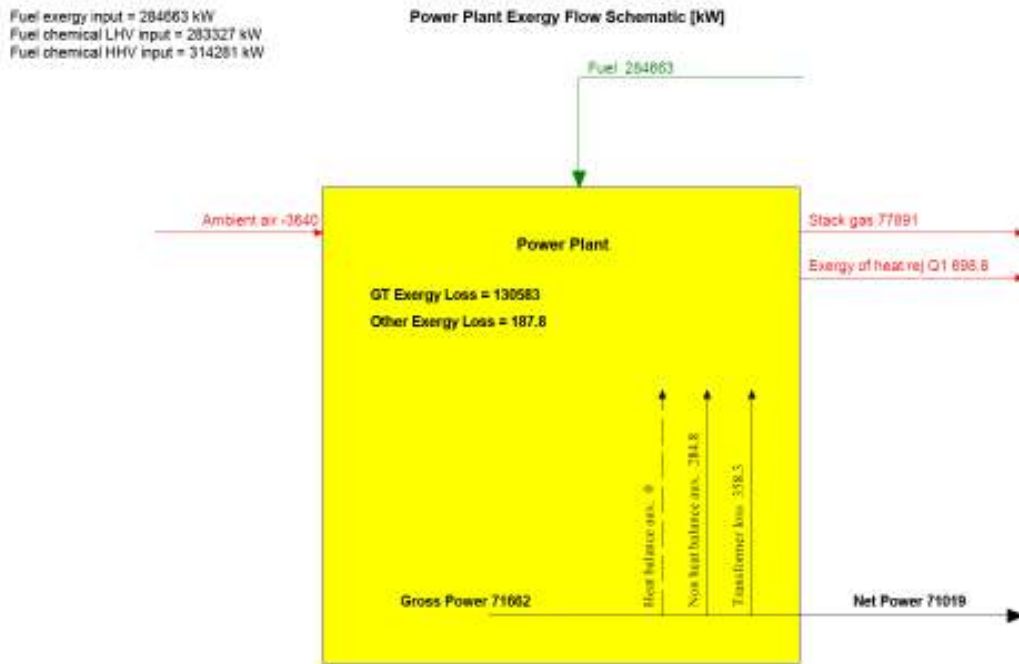 Fuel exergy input = 284663 kW
Fuel chemical LHV input = 283327 kW
Fuel chemical HHV input = 314281 kW
Power Plant Exergy Flow Schematic [kW]
Fuel 284663
Ambient air -3640
Stack gas 77891
Power Plant
Exergy of heat rej Q1 698.6
GT Exergy Loss = 130583
Other Exergy Loss = 187.8
Heat balance aux. 0
Non heat balance aux. 284.8
Transformer loss 358.3
Gross Power 71662
Net Power 71019